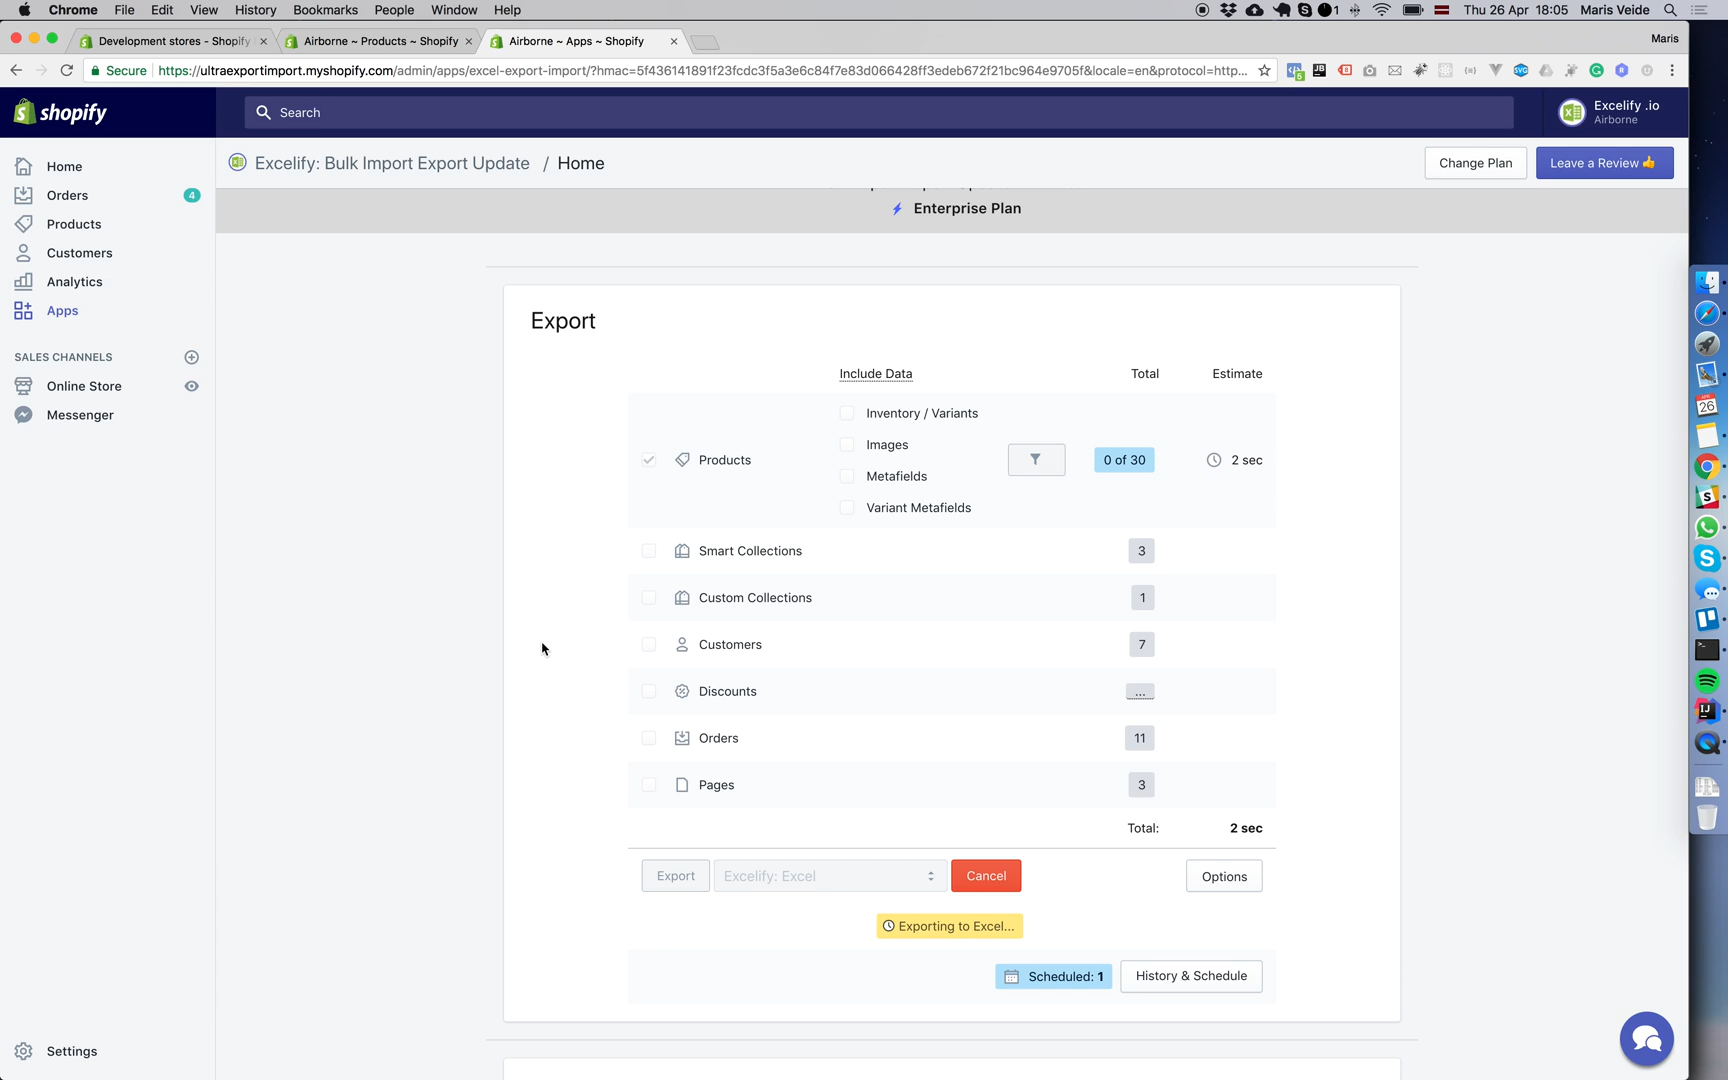 Chrome File Edit View History Bookmarks People Window Help
1 Thu 26 Apr 18:05 Maris Veide
Development stores - Shopify
Airborne ~ Products ~ Shopify
Airborne ~ Apps ~ Shopify
Maris
Secure https://ultraexportimport.myshopify.com/admin/apps/excel-export-import/?hmac=5f436141891f23fcdc3f5a3e6c84f7e83d066428ff3edeb672f21bc964e9705f&locale=en&protocol=http...
shopify
Search
Excelify .io
Airborne
Excelify: Bulk Import Export Update / Home
Change Plan
Leave a Review 👍
Enterprise Plan
Home
Orders 4
Products
Customers
Analytics
Apps
SALES CHANNELS
Online Store
Messenger
Settings
Export
Include Data Total Estimate
Products
Inventory / Variants
Images
Metafields
Variant Metafields
0 of 30
2 sec
Smart Collections 3
Custom Collections 1
Customers 7
Discounts ...
Orders 11
Pages 3
Total: 2 sec
Export Excelify: Excel Cancel Options
Exporting to Excel...
Scheduled: 1 History & Schedule